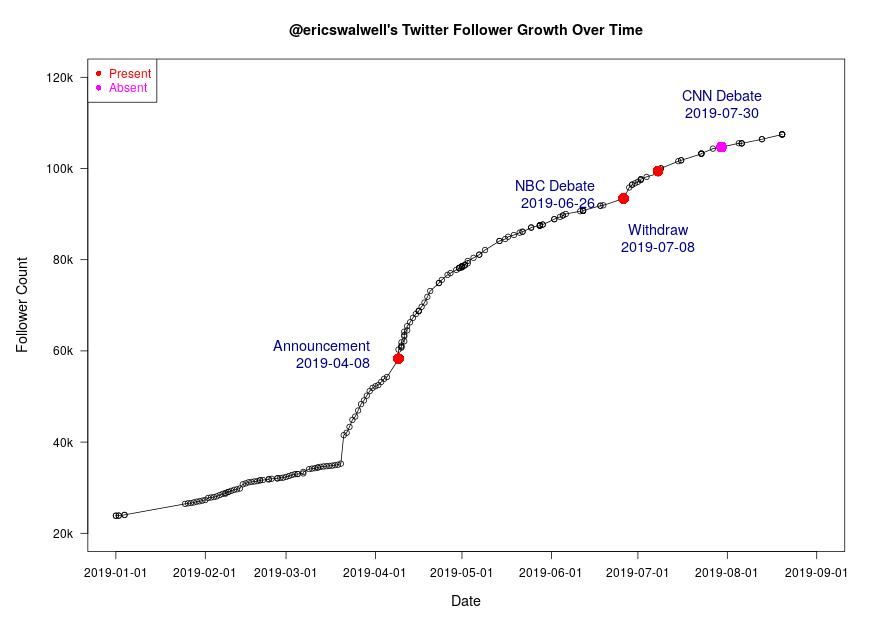 @ericswalwell's Twitter Follower Growth Over Time
Present
Absent
CNN Debate
2019-07-30
NBC Debate
2019-06-26
Withdraw
2019-07-08
Announcement
2019-04-08
Follower Count
120k
100k
80k
60k
40k
20k
2019-01-01
2019-02-01
2019-03-01
2019-04-01
2019-05-01
2019-06-01
2019-07-01
2019-08-01
2019-09-01
Date